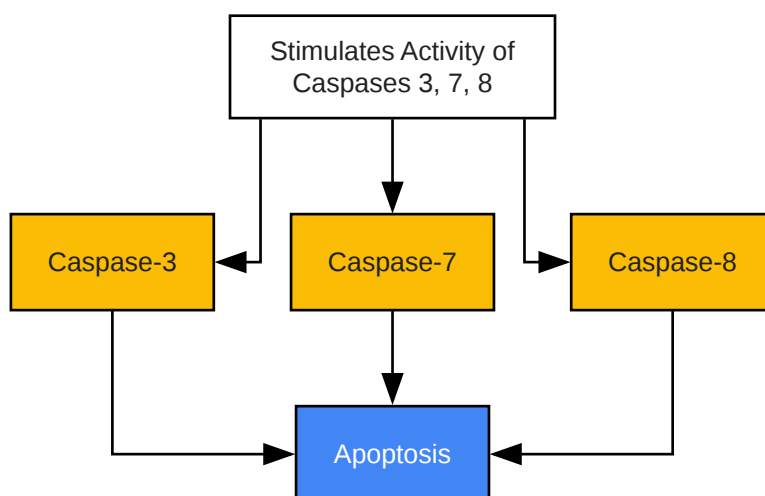 Stimulates Activity of
Caspases 3, 7, 8
Caspase-3
Caspase-7
Caspase-8
Apoptosis